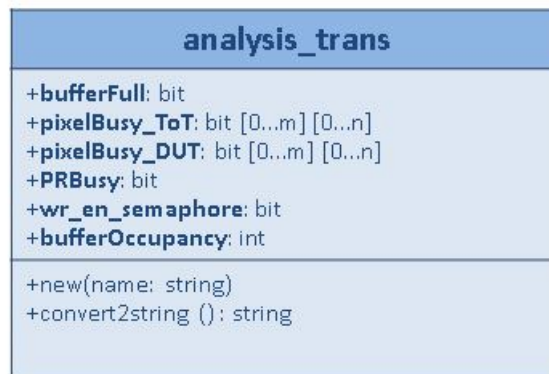 analysis_trans
+bufferFull: bit
+pixelBusy_ToT: bit [0...m] [0...n]
+pixelBusy_DUT: bit [0...m] [0...n]
+PRBusy: bit
+wr_en_semaphore: bit
+bufferOccupancy: int
+new(name: string)
+convert2string (): string